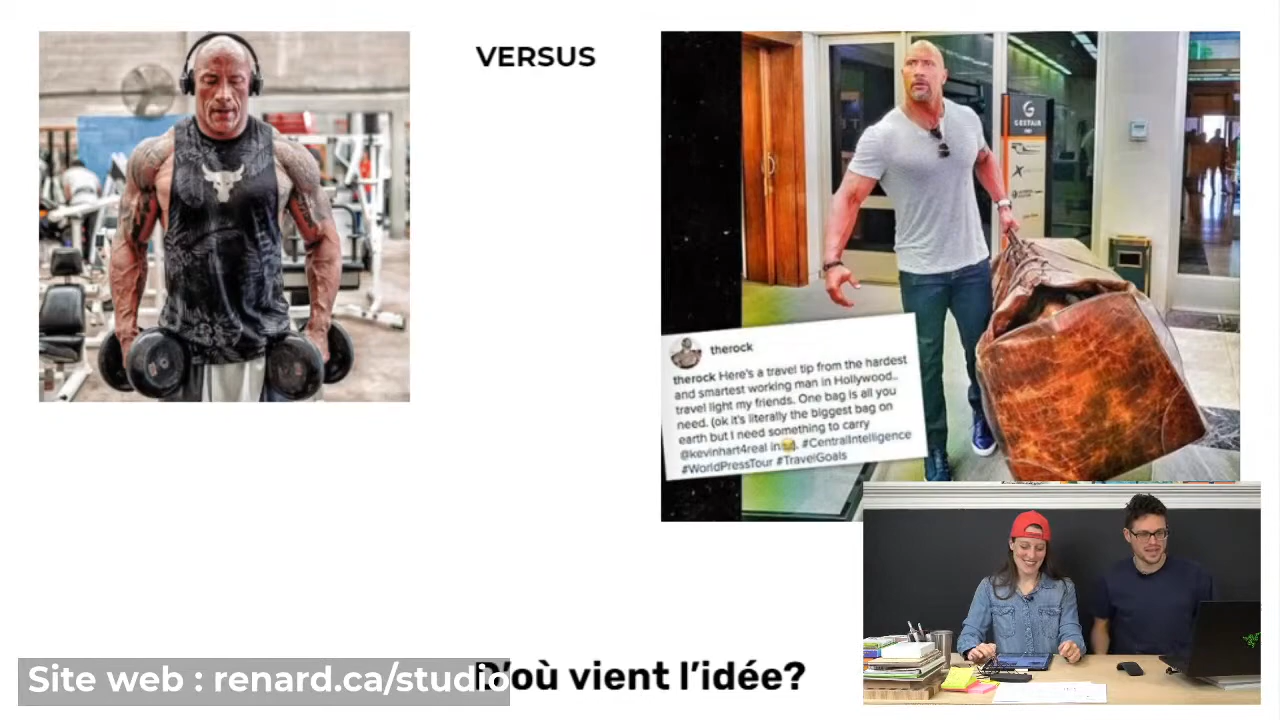 VERSUS
GESTAIR
therock
therock Here's a travel tip from the hardest
and smartest working man in Hollywood..
travel light my friends. One bag is all you
need. (ok it's literally the biggest bag on
earth but I need something to carry
@kevinhart4real in😂). #CentralIntelligence
#WorldPressTour #TravelGoals
D'où vient l'idée?
Site web : renard.ca/studio